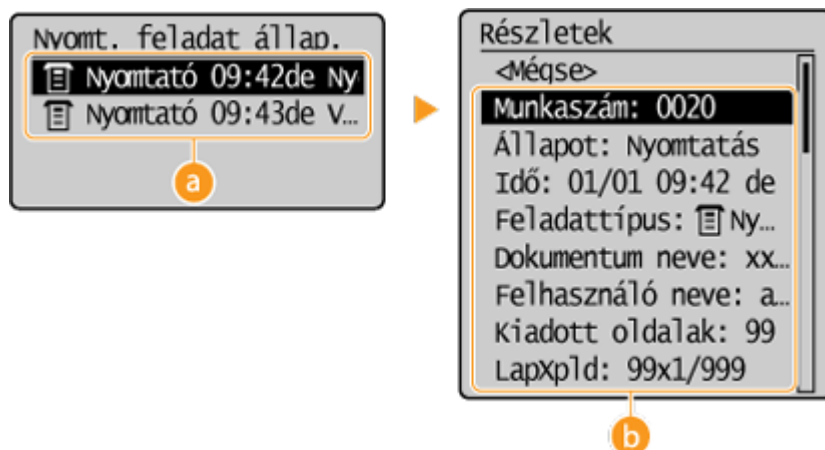 Nyomt. feladat állap.
Nyomtató 09:42de Ny
Nyomtató 09:43de V...
a
Részletek
<Mégse>
Munkaszám: 0020
Állapot: Nyomtatás
Idő: 01/01 09:42 de
Feladattípus: Ny...
Dokumentum neve: xx...
Felhasználó neve: a...
Kiadott oldalak: 99
LapXpld: 99x1/999
b